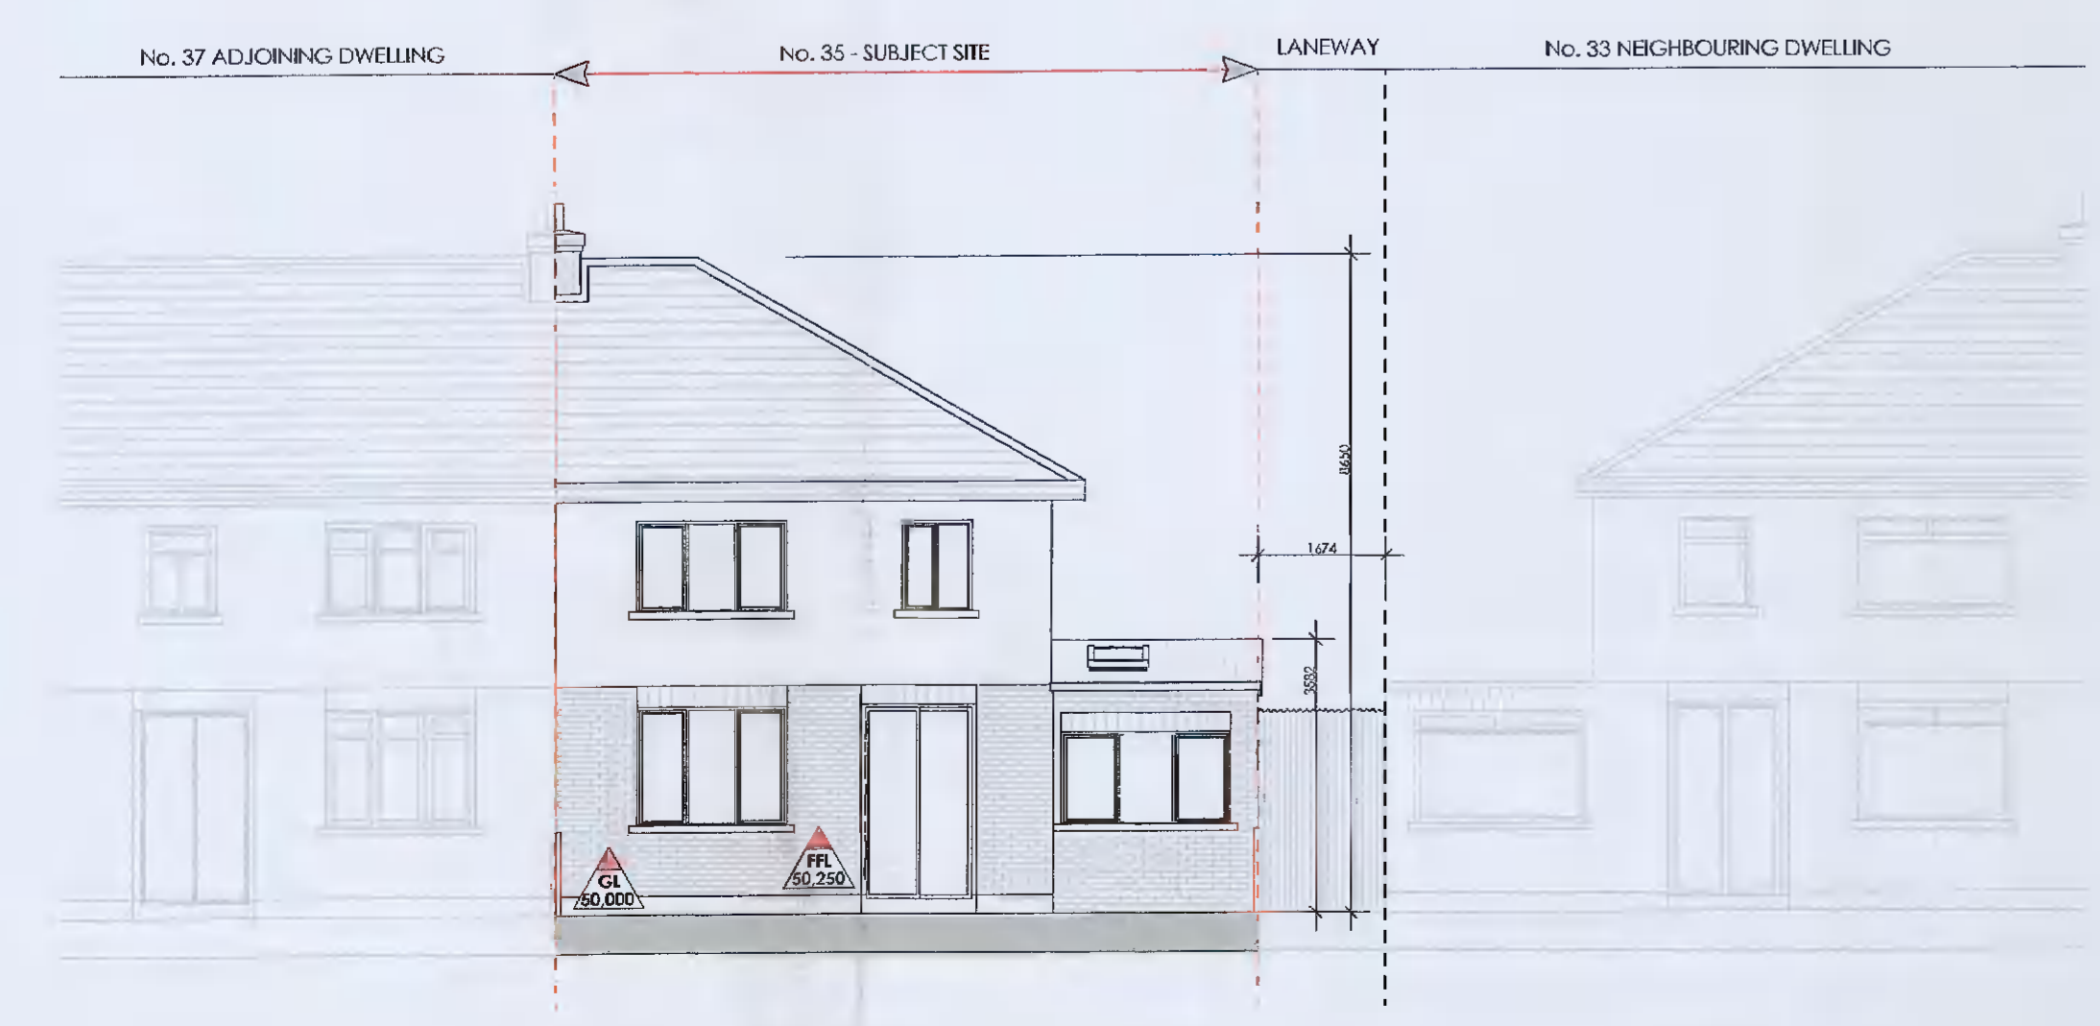 No. 37 ADJOINING DWELLING
No. 35 - SUBJECT SITE
LANEWAY
No. 33 NEIGHBOURING DWELLING
8650
1674
3582
FFL
50,250
GL
50,000